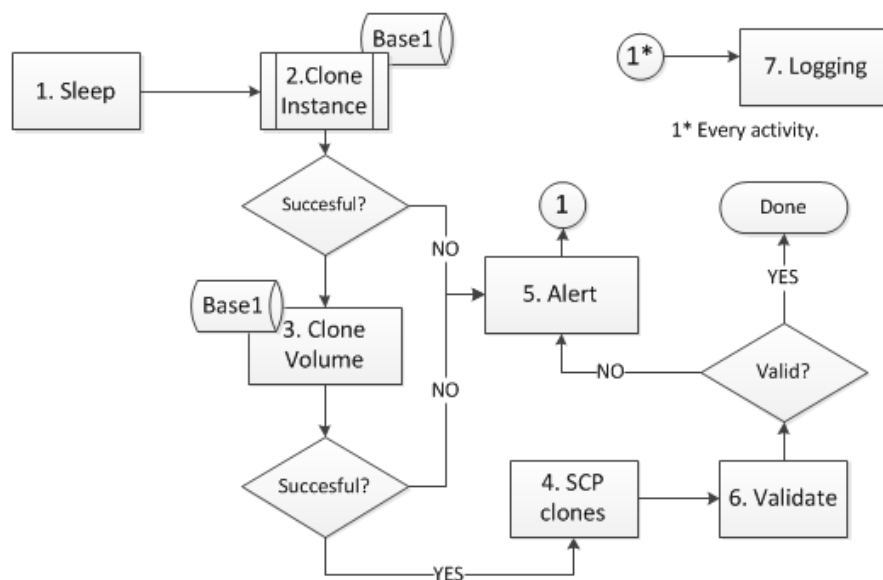 Base1
1. Sleep
2.Clone
Instance
1*
7. Logging
1* Every activity.
Succesful?
NO
1
Done
Base1
3. Clone
Volume
5. Alert
YES
NO
NO
Valid?
Succesful?
4. SCP
clones
6. Validate
YES